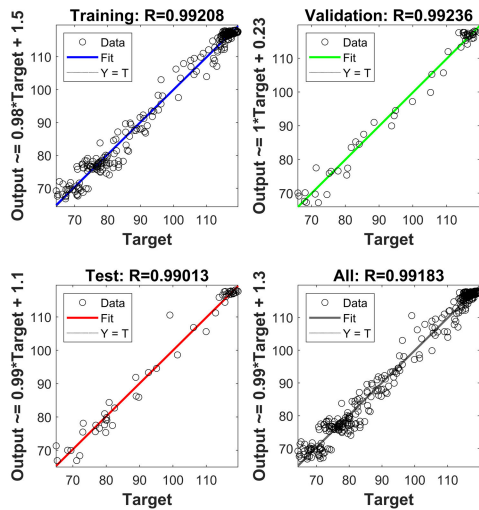 Training: R=0.99208
Output ~= 0.98*Target + 1.5
Data
Fit
Y = T
110
100
90
80
70
70 80 90 100 110
Target
Validation: R=0.99236
Output ~= 1*Target + 0.23
Data
Fit
Y = T
120
110
100
90
80
70
70 80 90 100 110
Target
Test: R=0.99013
Output ~= 0.99*Target + 1.1
Data
Fit
Y = T
110
100
90
80
70
70 80 90 100 110
Target
All: R=0.99183
Output ~= 0.99*Target + 1.3
Data
Fit
Y = T
110
100
90
80
70
70 80 90 100 110
Target